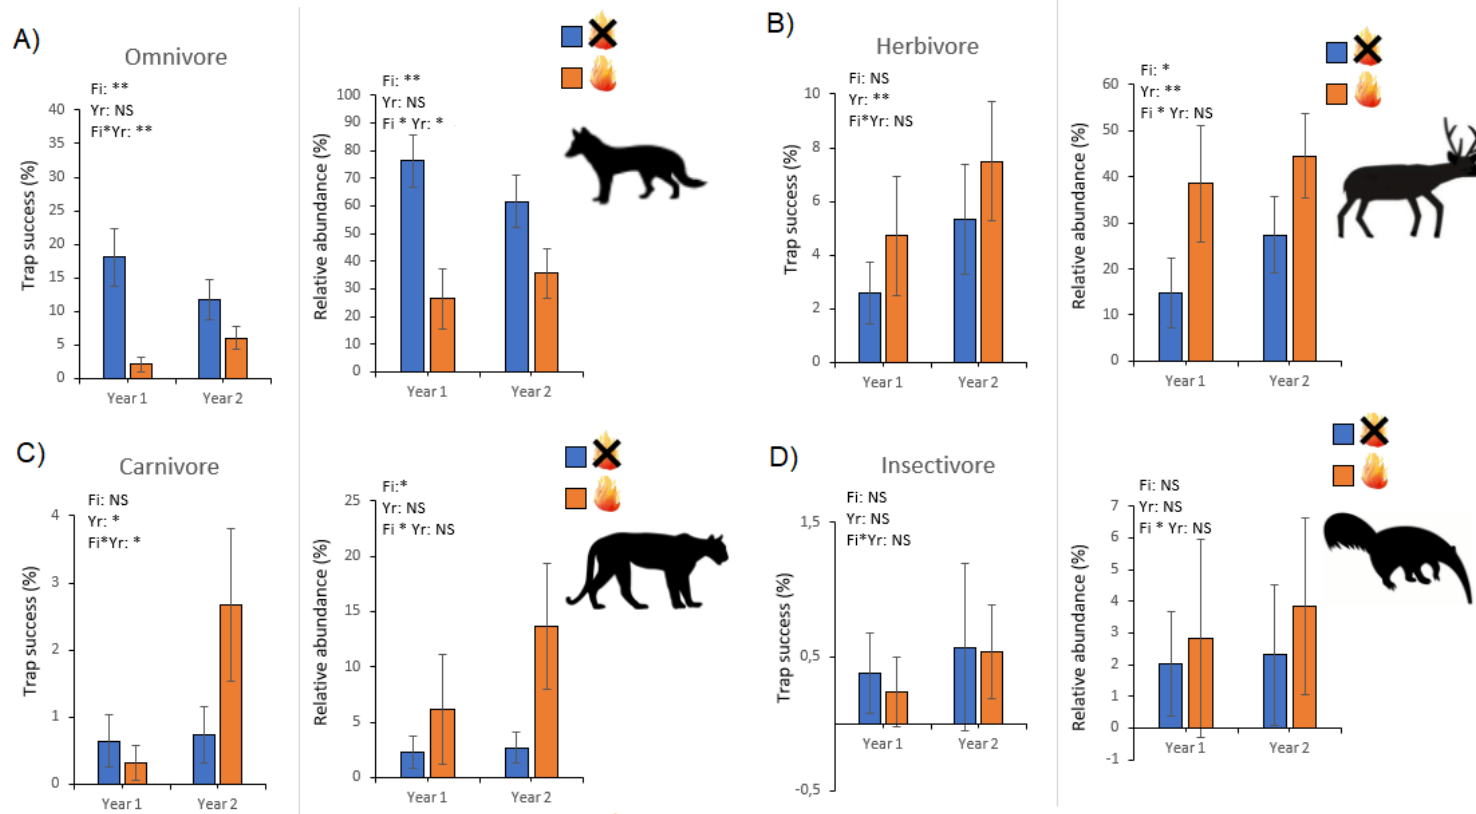 A)
Omnivore
Fi: **
Yr: NS
Fi*Yr: **
Trap success (%)
40
35
30
25
20
15
10
5
0
Year 1
Year 2
Fi: **
Yr: NS
Fi * Yr: *
Relative abundance (%)
100
90
80
70
60
50
40
30
20
10
0
Year 1
Year 2
B)
Herbivore
Fi: NS
Yr: **
Fi*Yr: NS
Trap success (%)
10
8
6
4
2
0
Year 1
Year 2
Fi: *
Yr: **
Fi * Yr: NS
Relative abundance (%)
60
50
40
30
20
10
0
Year 1
Year 2
C)
Carnivore
Fi: NS
Yr: *
Fi*Yr: *
Trap success (%)
4
3
2
1
0
Year 1
Year 2
Fi:*
Yr: NS
Fi * Yr: NS
Relative abundance (%)
25
20
15
10
5
0
Year 1
Year 2
D)
Insectivore
Fi: NS
Yr: NS
Fi*Yr: NS
Trap success (%)
1,5
0,5
-0,5
Year 1
Year 2
Fi: NS
Yr: NS
Fi * Yr: NS
Relative abundance (%)
7
6
5
4
3
2
1
0
-1
Year 1
Year 2